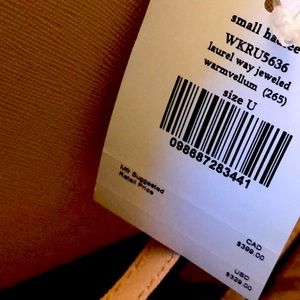 small
WKRU5636
laurel way jeweled
warmvellum (265)
size U
098687283441
Mfr Suggested
Retail Price
CAD
$399.00
USD
$329.00